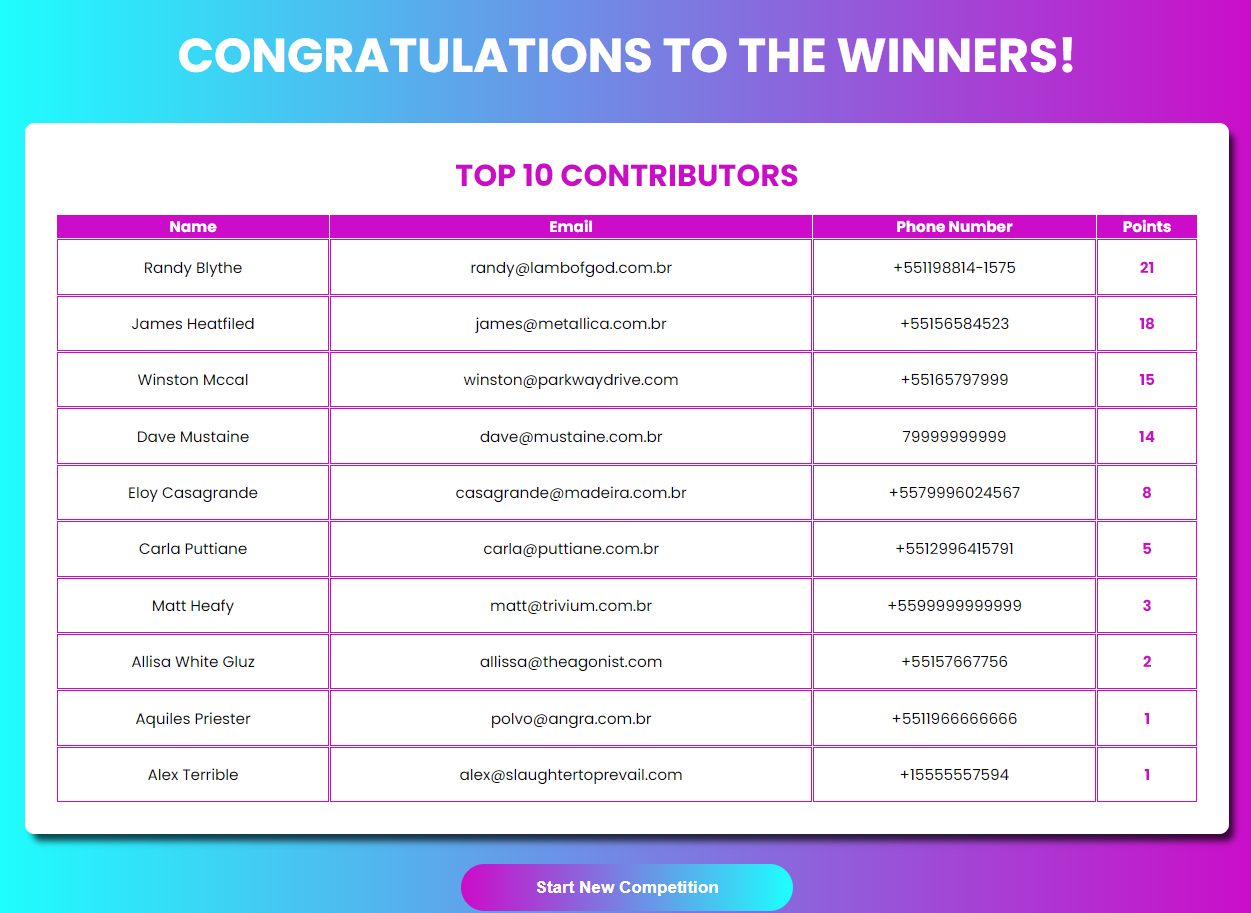 CONGRATULATIONS TO THE WINNERS!
TOP 10 CONTRIBUTORS
Name Email Phone Number Points
Randy Blythe randy@lambofgod.com.br +551198814-1575 21
James Heatfiled james@metallica.com.br +55156584523 18
Winston Mccal winston@parkwaydrive.com +55165797999 15
Dave Mustaine dave@mustaine.com.br 79999999999 14
Eloy Casagrande casagrande@madeira.com.br +5579996024567 8
Carla Puttiane carla@puttiane.com.br +5512996415791 5
Matt Heafy matt@trivium.com.br +5599999999999 3
Allisa White Gluz allissa@theagonist.com +55157667756 2
Aquiles Priester polvo@angra.com.br +5511966666666 1
Alex Terrible alex@slaughtertoprevail.com +15555557594 1
Start New Competition